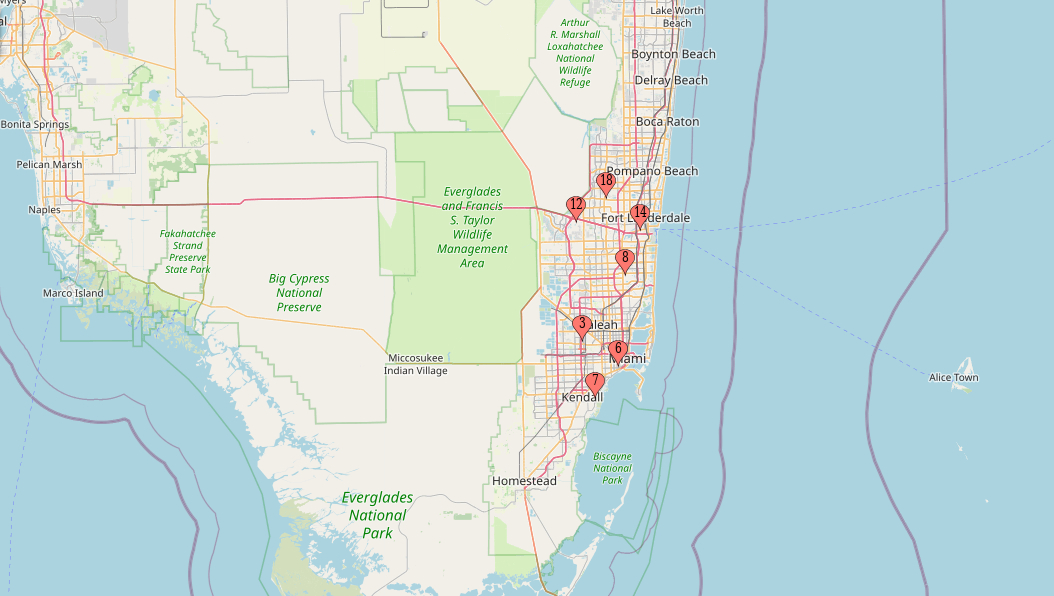 Lake Worth
Beach
Arthur
R. Marshall
Loxahatchee
National
Wildlife
Refuge
Boynton Beach
Delray Beach
Boca Raton
Bonita Springs
Pelican Marsh
Pompano Beach
18
Naples
Everglades
and Francis
S. Taylor
Wildlife
Management
Area
12
14
Fort L derdale
Fakahatchee
Strand
Preserve
State Park
8
Big Cypress
National
Preserve
Marco Island
3
aleah
6
Miami
Miccosukee
Indian Village
Alice Town
7
Kendall
Biscayne
National
Park
Homestead
Everglades
National
Park